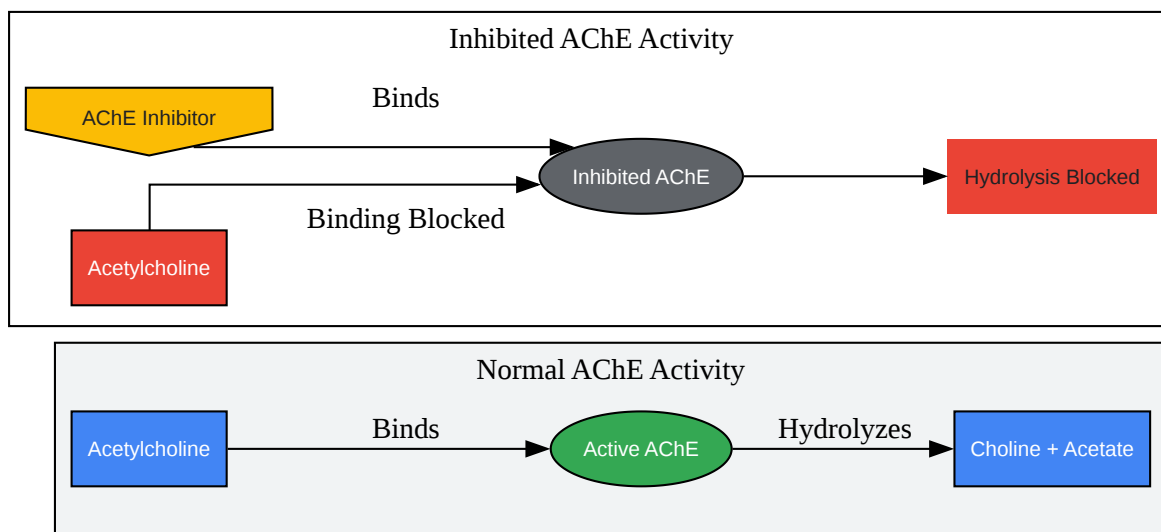 Inhibited AChE Activity
AChE Inhibitor
Binds
Inhibited AChE
Hydrolysis Blocked
Binding Blocked
Acetylcholine
Normal AChE Activity
Acetylcholine
Binds
Active AChE
Hydrolyzes
Choline + Acetate